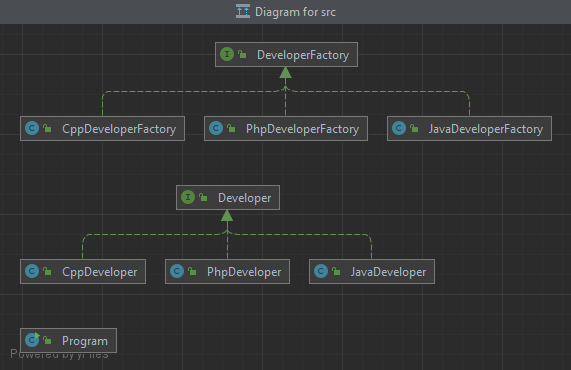 Diagram for src
I DeveloperFactory
C CppDeveloperFactory
C PhpDeveloperFactory
C JavaDeveloperFactory
I Developer
C CppDeveloper
C PhpDeveloper
C JavaDeveloper
C Program
Powered by yFiles